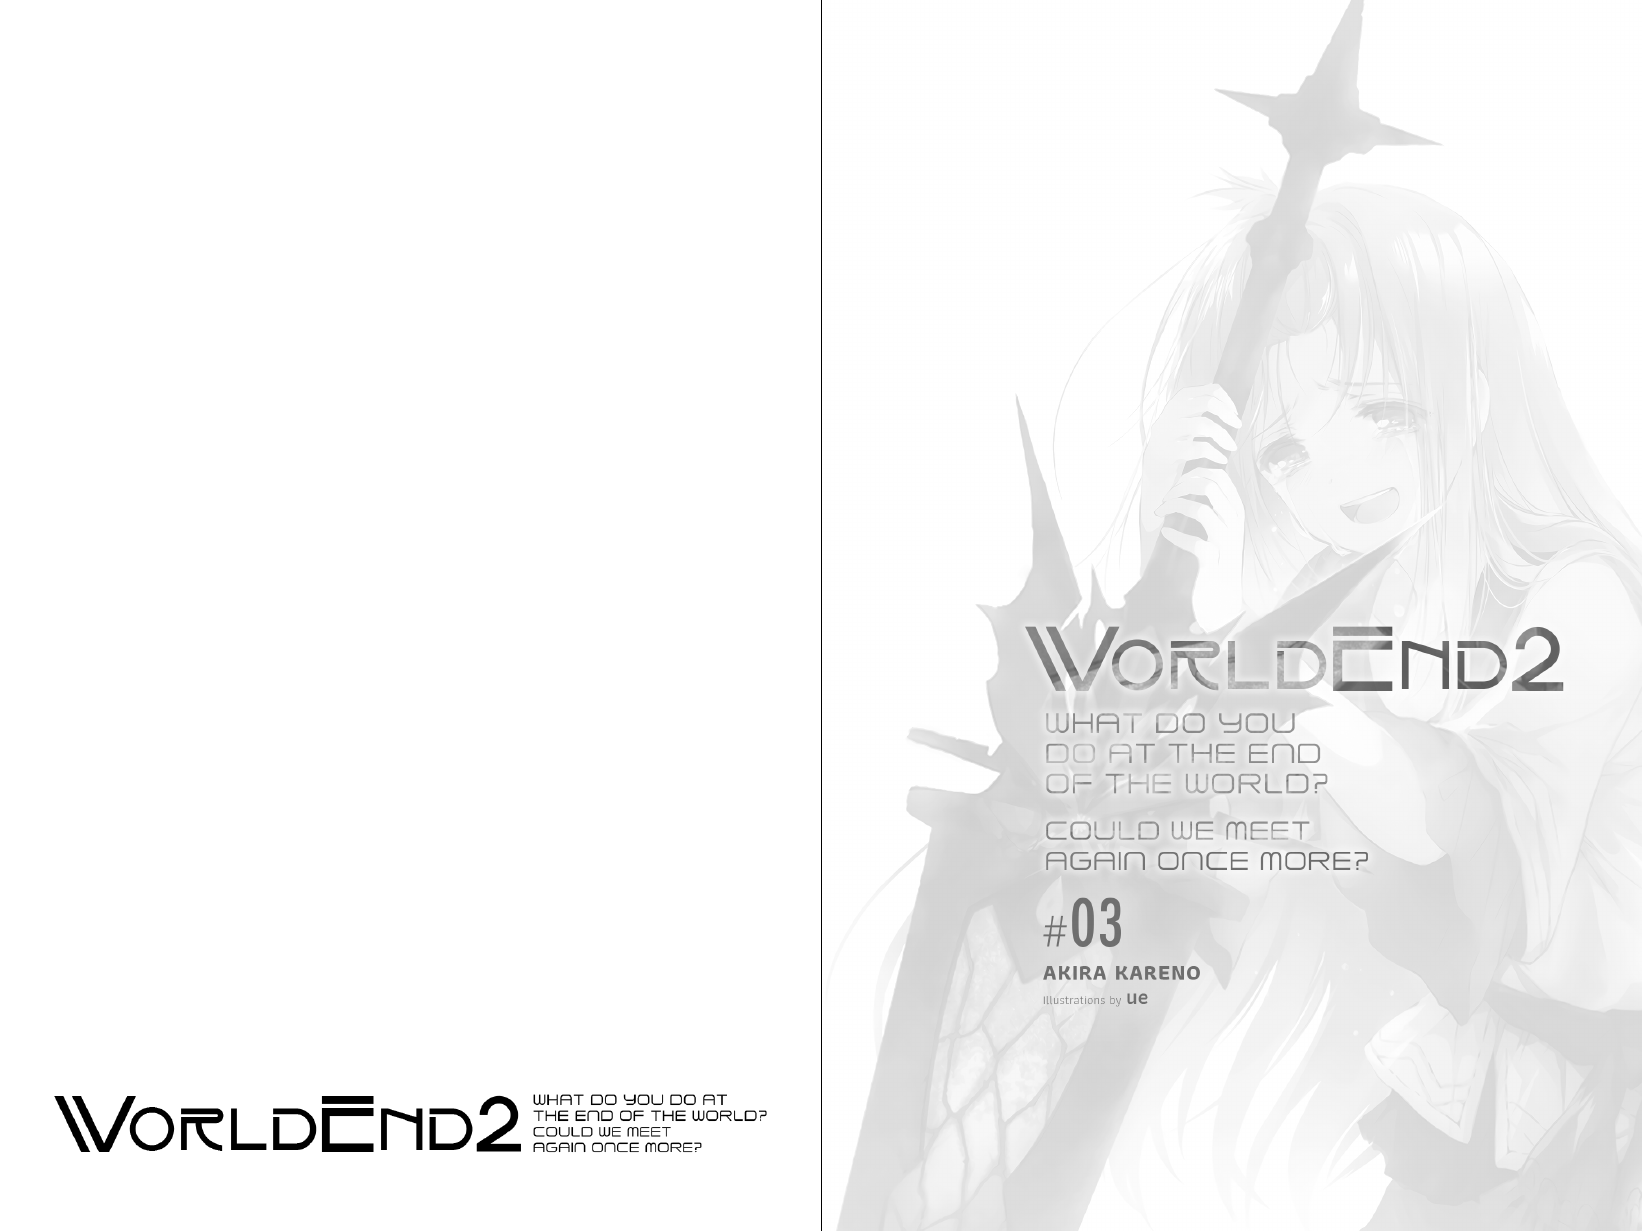 WORLDEND2
WHAT DO YOU DO AT
THE END OF THE WORLD?
COULD WE MEET
AGAIN ONCE MORE?
WORLDEND2
WHAT DO YOU
DO AT THE END
OF THE WORLD?
COULD WE MEET
AGAIN ONCE MORE?
#03
AKIRA KARENO
Illustrations by ue